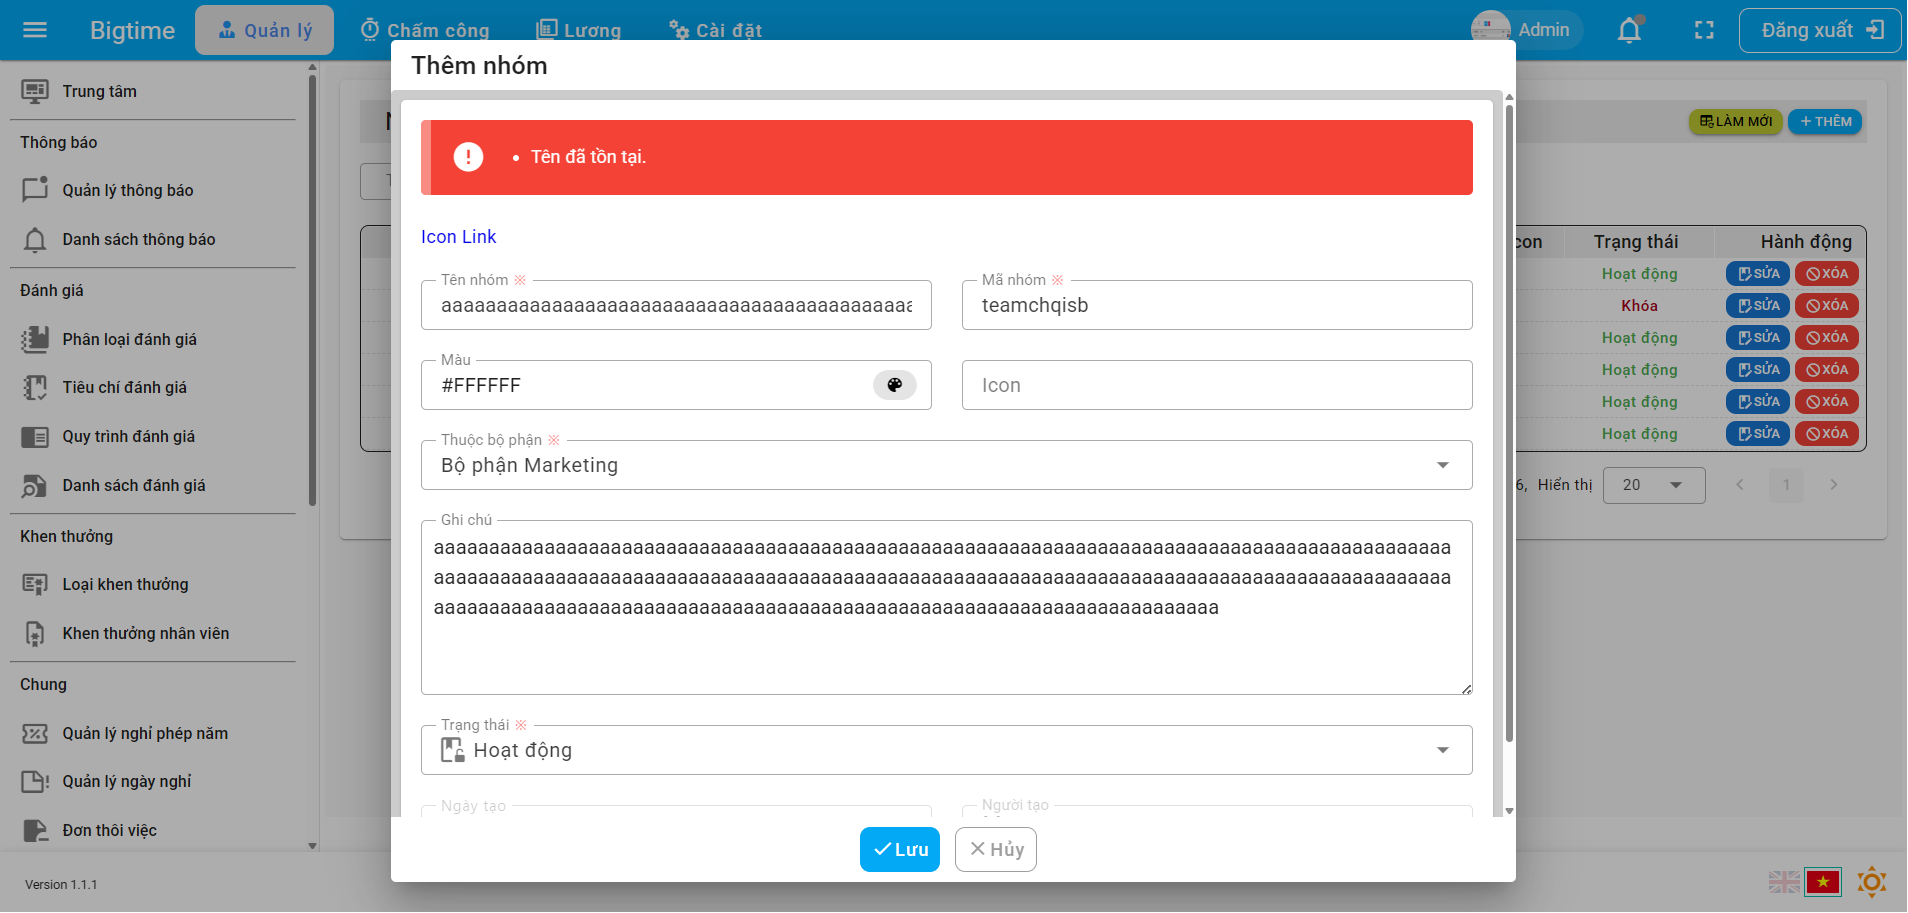 Bigtime
Quản lý
Chấm công
Lương
Cài đặt
Admin
Đăng xuất
Trung tâm
Thông báo
Quản lý thông báo
Danh sách thông báo
Đánh giá
Phân loại đánh giá
Tiêu chí đánh giá
Quy trình đánh giá
Danh sách đánh giá
Khen thưởng
Loại khen thưởng
Khen thưởng nhân viên
Chung
Quản lý nghỉ phép năm
Quản lý ngày nghỉ
Đơn thôi việc
Version 1.1.1
Thêm nhóm
Tên đã tồn tại.
Icon Link
Tên nhóm ※
Mã nhóm ※
teamchqisb
Màu
#FFFFFF
Icon
Thuộc bộ phận ※
Bộ phận Marketing
Ghi chú
Trạng thái ※
Hoạt động
Ngày tạo
Người tạo
Lưu
Hủy
LÀM MỚI
+ THÊM
Trạng thái
Hành động
Hoạt động SỬA XÓA
Khóa SỬA XÓA
Hoạt động SỬA XÓA
Hoạt động SỬA XÓA
Hoạt động SỬA XÓA
Hoạt động SỬA XÓA
6, Hiển thị 20
1